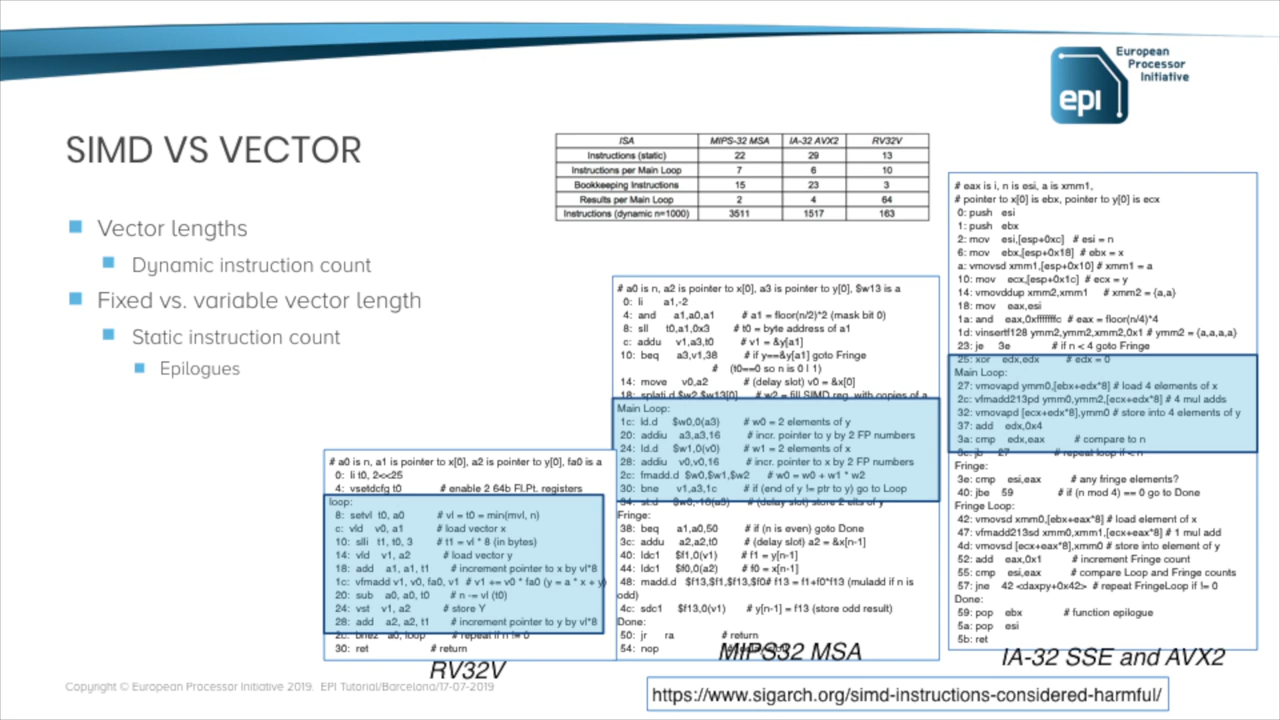 European
Processor
Initiative
epi
SIMD VS VECTOR
Vector lengths
Dynamic instruction count
Fixed vs. variable vector length
Static instruction count
Epilogues
ISA MIPS-32 MSA IA-32 AVX2 RV32V
Instructions (static) 22 29 13
Instructions per Main Loop 7 6 10
Bookkeeping Instructions 15 23 3
Results per Main Loop 2 4 64
Instructions (dynamic n=1000) 3511 1517 163
# a0 is n, a1 is pointer to x[0], a2 is pointer to y[0], fa0 is a
0: li t0, 2<<25
4: vsetdcfg t0 # enable 2 64b Fl.Pt. registers
loop:
8: setvl t0, a0 # vl = t0 = min(mvl, n)
c: vld v0, a1 # load vector x
10: slli t1, t0, 3 # t1 = vl * 8 (in bytes)
14: vld v1, a2 # load vector y
18: add a1, a1, t1 # increment pointer to x by vl*8
1c: vfmadd v1, v0, fa0, v1 # v1 += v0 * fa0 (y = a * x + y)
20: sub a0, a0, t0 # n -= vl (t0)
24: vst v1, a2 # store Y
28: add a2, a2, t1 # increment pointer to y by vl*8
2c: bnez a0, loop # repeat if n != 0
30: ret # return
RV32V
# a0 is n, a2 is pointer to x[0], a3 is pointer to y[0], $w13 is a
0: li a1,-2
4: and a1,a0,a1 # a1 = floor(n/2)*2 (mask bit 0)
8: sll t0,a1,0x3 # t0 = byte address of a1
c: addu v1,a3,t0 # v1 = &y[a1]
10: beq a3,v1,38 # if y==&y[a1] goto Fringe
# (t0==0 so n is 0 | 1)
14: move v0,a2 # (delay slot) v0 = &x[0]
18: splati.d $w2,$w13[0] # w2 = fill SIMD reg. with copies of a
Main Loop:
1c: ld.d $w0,0(a3) # w0 = 2 elements of y
20: addiu a3,a3,16 # incr. pointer to y by 2 FP numbers
24: ld.d $w1,0(v0) # w1 = 2 elements of x
28: addiu v0,v0,16 # incr. pointer to x by 2 FP numbers
2c: fmadd.d $w0,$w1,$w2 # w0 = w0 + w1 * w2
30: bne v1,a3,1c # if (end of y != ptr to y) go to Loop
34: st.d $w0,-16(a3) # (delay slot) store 2 elts of y
Fringe:
38: beq a1,a0,50 # if (n is even) goto Done
3c: addu a2,a2,t0 # (delay slot) a2 = &x[n-1]
40: ldc1 $f1,0(v1) # f1 = y[n-1]
44: ldc1 $f0,0(a2) # f0 = x[n-1]
48: madd.d $f13,$f1,$f13,$f0# f13 = f1+f0*f13 (muladd if n is
odd)
4c: sdc1 $f13,0(v1) # y[n-1] = f13 (store odd result)
Done:
50: jr ra # return
54: nop
MIPS32 MSA
# eax is i, n is esi, a is xmm1,
# pointer to x[0] is ebx, pointer to y[0] is ecx
0: push esi
1: push ebx
2: mov esi,[esp+0xc] # esi = n
6: mov ebx,[esp+0x18] # ebx = x
a: vmovsd xmm1,[esp+0x10] # xmm1 = a
10: mov ecx,[esp+0x1c] # ecx = y
14: vmovddup xmm2,xmm1 # xmm2 = {a,a}
18: mov eax,esi
1a: and eax,0xfffffffc # eax = floor(n/4)*4
1d: vinsertf128 ymm2,ymm2,xmm2,0x1 # ymm2 = {a,a,a,a}
23: je 3e # if n < 4 goto Fringe
25: xor edx,edx # edx = 0
Main Loop:
27: vmovapd ymm0,[ebx+edx*8] # load 4 elements of x
2c: vfmadd213pd ymm0,ymm2,[ecx+edx*8] # 4 mul adds
32: vmovapd [ecx+edx*8],ymm0 # store into 4 elements of y
37: add edx,0x4
3a: cmp edx,eax # compare to n
3c: jb 27 # repeat loop if < n
Fringe:
3e: cmp esi,eax # any fringe elements?
40: jbe 59 # if (n mod 4) == 0 go to Done
Fringe Loop:
42: vmovsd xmm0,[ebx+eax*8] # load element of x
47: vfmadd213sd xmm0,xmm1,[ecx+eax*8] # 1 mul add
4d: vmovsd [ecx+eax*8],xmm0 # store into element of y
52: add eax,0x1 # increment Fringe count
55: cmp esi,eax # compare Loop and Fringe counts
57: jne 42 <daxpy+0x42> # repeat FringeLoop if != 0
Done:
59: pop ebx # function epilogue
5a: pop esi
5b: ret
IA-32 SSE and AVX2
Copyright © European Processor Initiative 2019. EPI Tutorial/Barcelona/17-07-2019
https://www.sigarch.org/simd-instructions-considered-harmful/